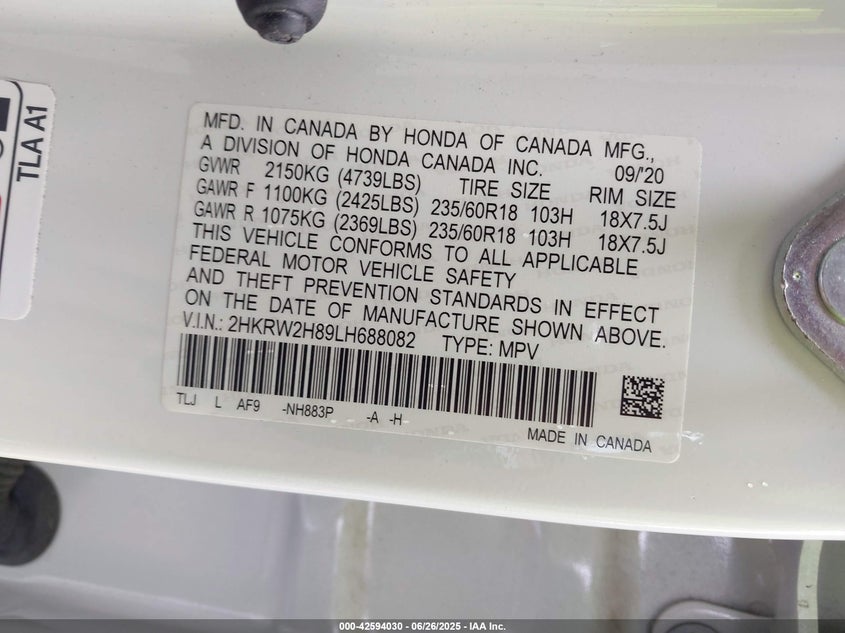 TLA A1
MFD. IN CANADA BY HONDA OF CANADA MFG.,
A DIVISION OF HONDA CANADA INC. 09/'20
GVWR 2150KG (4739LBS) TIRE SIZE RIM SIZE
GAWR F 1100KG (2425LBS) 235/60R18 103H 18X7.5J
GAWR R 1075KG (2369LBS) 235/60R18 103H 18X7.5J
THIS VEHICLE CONFORMS TO ALL APPLICABLE
FEDERAL MOTOR VEHICLE SAFETY
AND THEFT PREVENTION STANDARDS IN EFFECT
ON THE DATE OF MANUFACTURE SHOWN ABOVE.
V.I.N.: 2HKRW2H89LH688082 TYPE: MPV
TLJ L AF9 -NH883P -A -H
MADE IN CANADA
000-42594030 - 06/26/2025 - IAA Inc.